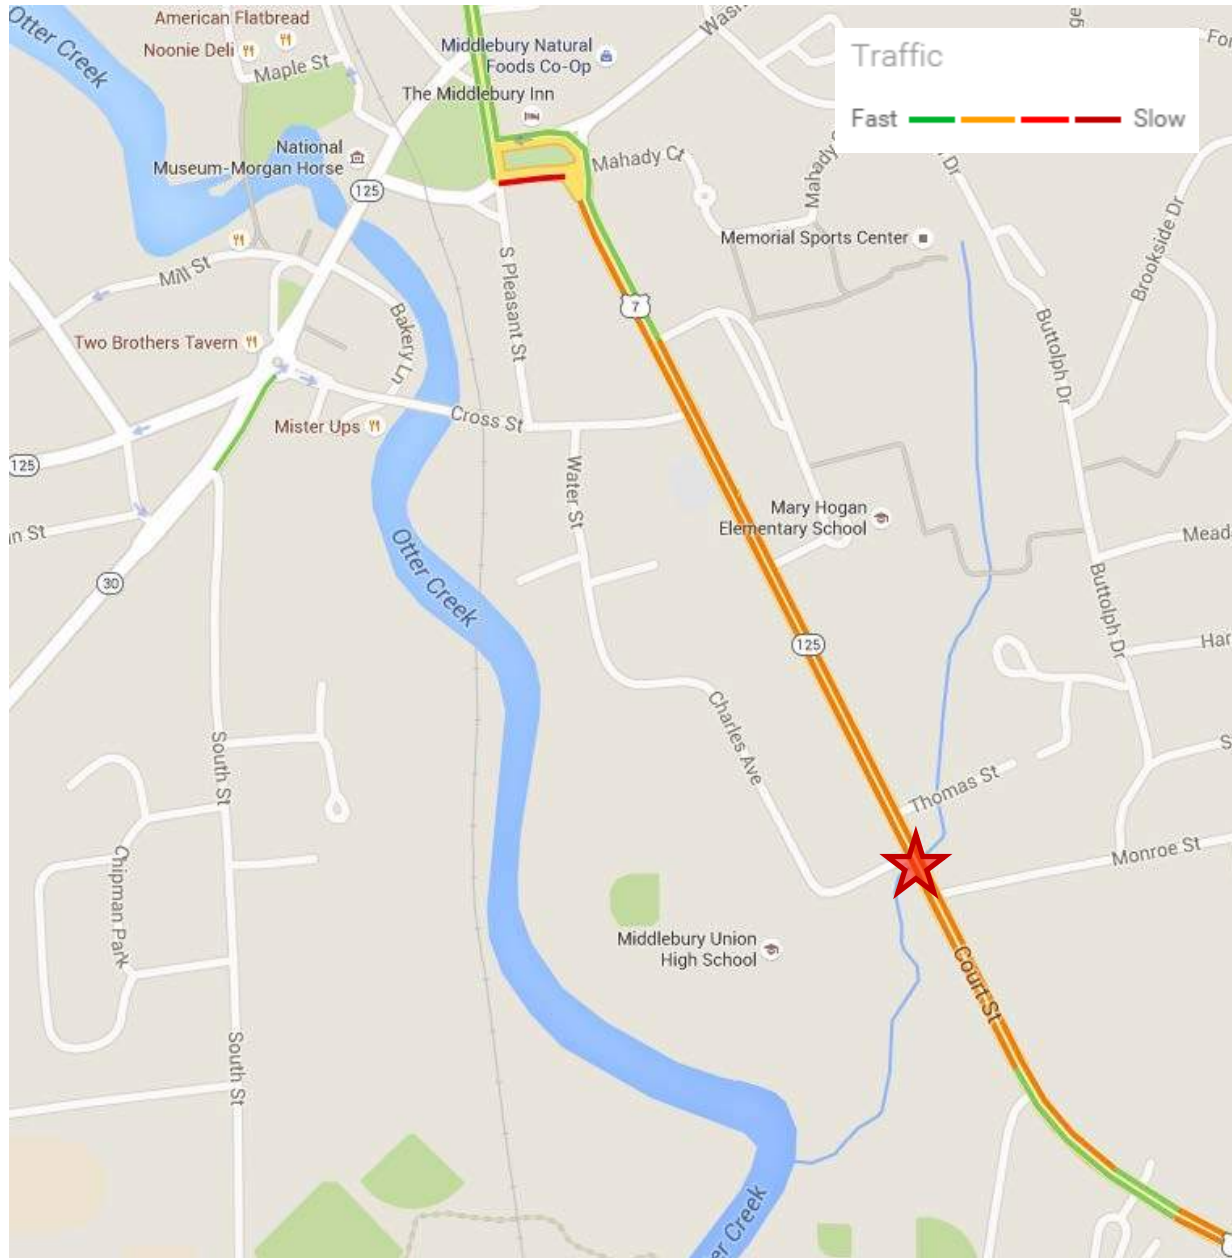 Otter Creek
American Flatbread
Noonie Deli
Maple St
Middlebury Natural
Foods Co-Op
The Middlebury Inn
Traffic
Fast
Slow
National
Museum-Morgan Horse
125
Mahady Ct
Memorial Sports Center
Brookside Dr
Mill St
S Pleasant St
7
Bakery Ln
Two Brothers Tavern
Buttolph Dr
Mister Ups
Cross St
125
Water St
Mary Hogan
Elementary School
n St
Mead
Otter Creek
30
Buttolph Dr
Har
125
Charles Ave
South St
S
Thomas St
Monroe St
Chipman Park
Middlebury Union
High School
Court St
South St
er Creek